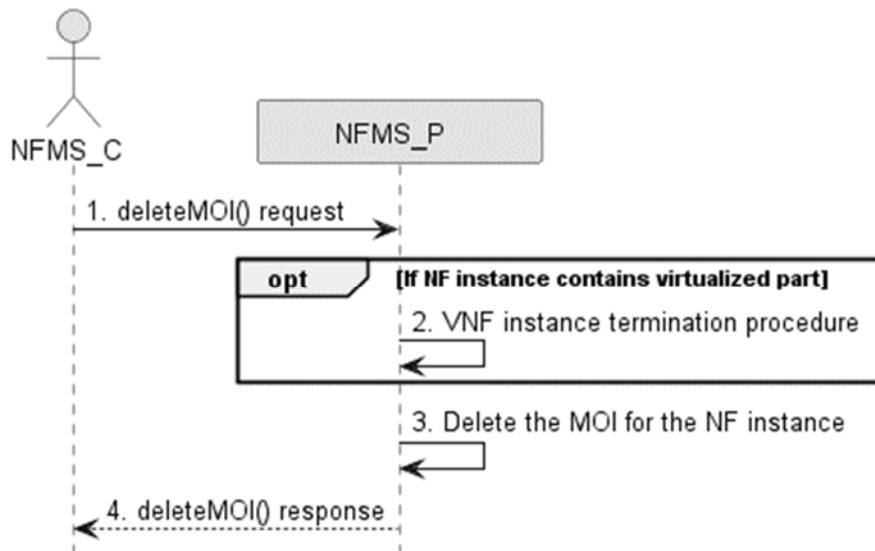 NFMS_C
NFMS_P
1. deleteMOI() request
opt [If NF instance contains virtualized part]
2. VNF instance termination procedure
3. Delete the MOI for the NF instance
4. deleteMOI() response